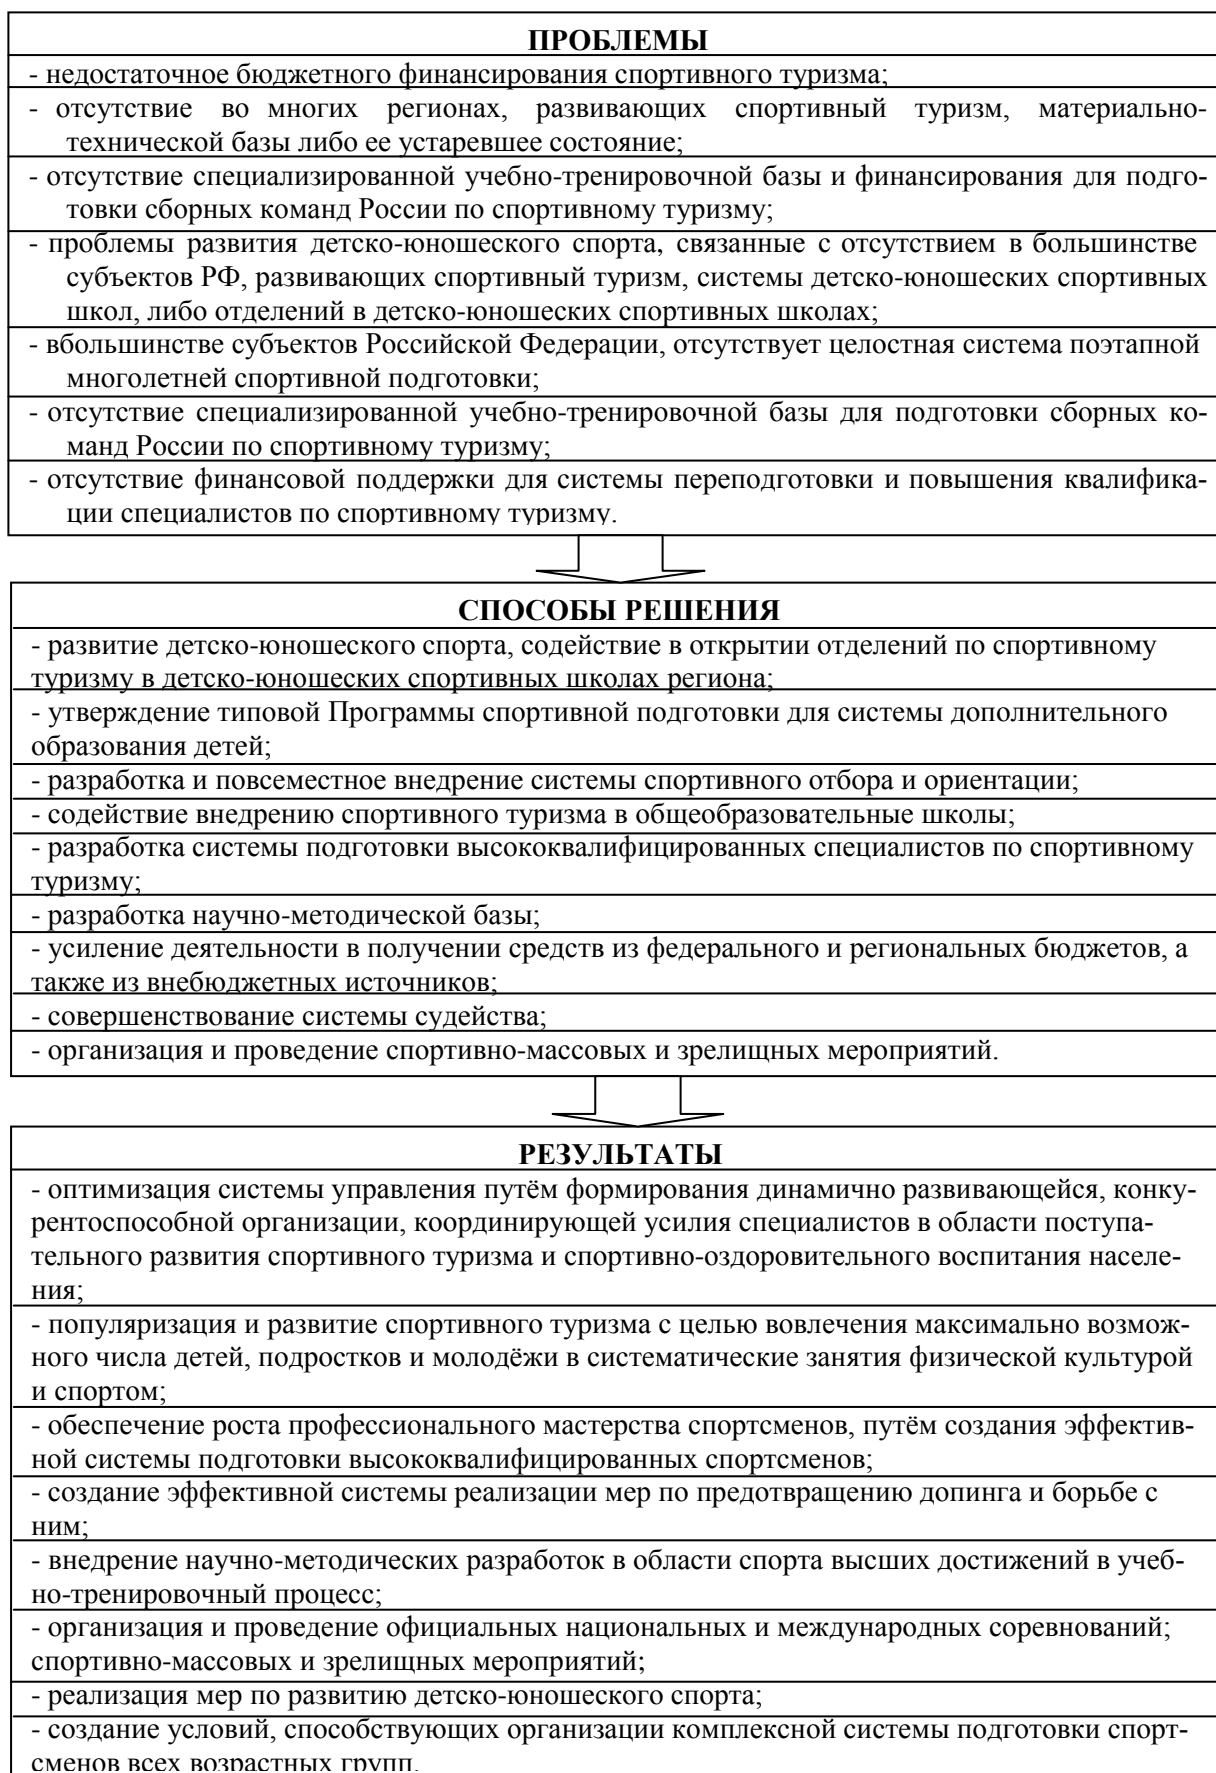 ПРОБЛЕМЫ
- недостаточное бюджетного финансирования спортивного туризма;
- отсутствие во многих регионах, развивающих спортивный туризм, материально-
технической базы либо ее устаревшее состояние;
- отсутствие специализированной учебно-тренировочной базы и финансирования для подго-
товки сборных команд России по спортивному туризму;
- проблемы развития детско-юношеского спорта, связанные с отсутствием в большинстве
субъектов РФ, развивающих спортивный туризм, системы детско-юношеских спортивных
школ, либо отделений в детско-юношеских спортивных школах;
- вбольшинстве субъектов Российской Федерации, отсутствует целостная система поэтапной
многолетней спортивной подготовки;
- отсутствие специализированной учебно-тренировочной базы для подготовки сборных ко-
манд России по спортивному туризму;
- отсутствие финансовой поддержки для системы переподготовки и повышения квалифика-
ции специалистов по спортивному туризму.
СПОСОБЫ РЕШЕНИЯ
- развитие детско-юношеского спорта, содействие в открытии отделений по спортивному
туризму в детско-юношеских спортивных школах региона;
- утверждение типовой Программы спортивной подготовки для системы дополнительного
образования детей;
- разработка и повсеместное внедрение системы спортивного отбора и ориентации;
- содействие внедрению спортивного туризма в общеобразовательные школы;
- разработка системы подготовки высококвалифицированных специалистов по спортивному
туризму;
- разработка научно-методической базы;
- усиление деятельности в получении средств из федерального и региональных бюджетов, а
также из внебюджетных источников;
- совершенствование системы судейства;
- организация и проведение спортивно-массовых и зрелищных мероприятий.
РЕЗУЛЬТАТЫ
- оптимизация системы управления путём формирования динамично развивающейся, конку-
рентоспособной организации, координирующей усилия специалистов в области поступа-
тельного развития спортивного туризма и спортивно-оздоровительного воспитания населе-
ния;
- популяризация и развитие спортивного туризма с целью вовлечения максимально возмож-
ного числа детей, подростков и молодёжи в систематические занятия физической культурой
и спортом;
- обеспечение роста профессионального мастерства спортсменов, путём создания эффектив-
ной системы подготовки высококвалифицированных спортсменов;
- создание эффективной системы реализации мер по предотвращению допинга и борьбе с
ним;
- внедрение научно-методических разработок в области спорта высших достижений в учеб-
но-тренировочный процесс;
- организация и проведение официальных национальных и международных соревнований;
спортивно-массовых и зрелищных мероприятий;
- реализация мер по развитию детско-юношеского спорта;
- создание условий, способствующих организации комплексной системы подготовки спорт-
сменов всех возрастных групп.